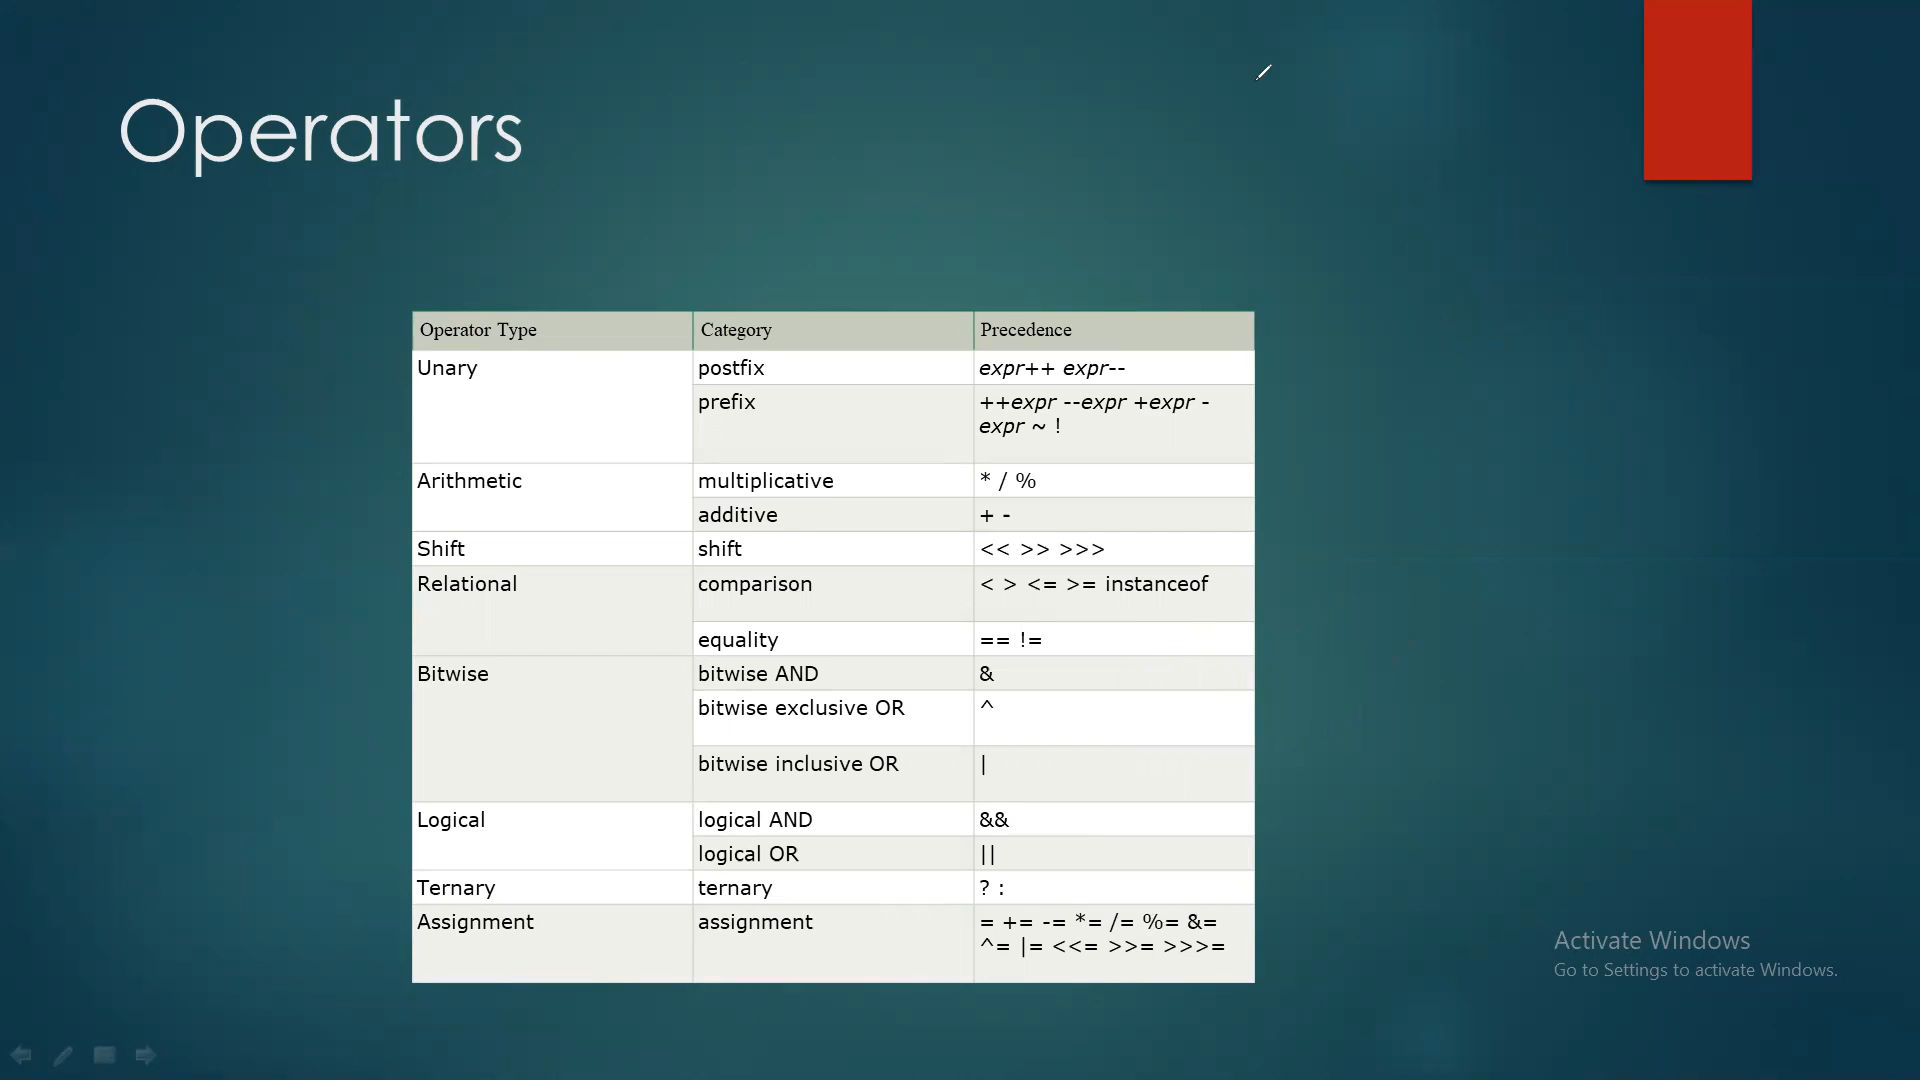 Operators
Operator Type Category Precedence
Unary postfix expr++ expr--
prefix ++expr --expr +expr -
expr ~ !
Arithmetic multiplicative * / %
additive + -
Shift shift << >> >>>
Relational comparison < > <= >= instanceof
equality == !=
Bitwise bitwise AND &
bitwise exclusive OR ^
bitwise inclusive OR |
Logical logical AND &&
logical OR ||
Ternary ternary ? :
Assignment assignment = += -= *= /= %= &=
^= |= <<= >>= >>>=
Activate Windows
Go to Settings to activate Windows.